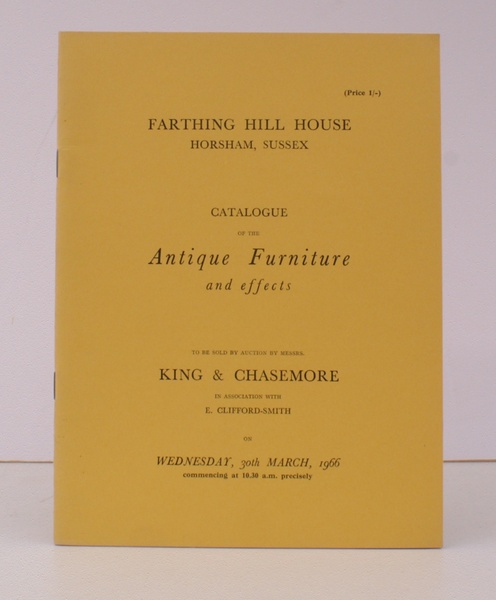 (Price 1/-)
FARTHING HILL HOUSE
HORSHAM, SUSSEX
CATALOGUE
OF THE
Antique Furniture
and effects
TO BE SOLD BY AUCTION BY MESSRS.
KING & CHASEMORE
IN ASSOCIATION WITH
E. CLIFFORD-SMITH
ON
WEDNESDAY, 30th MARCH, 1966
commencing at 10.30 a.m. precisely